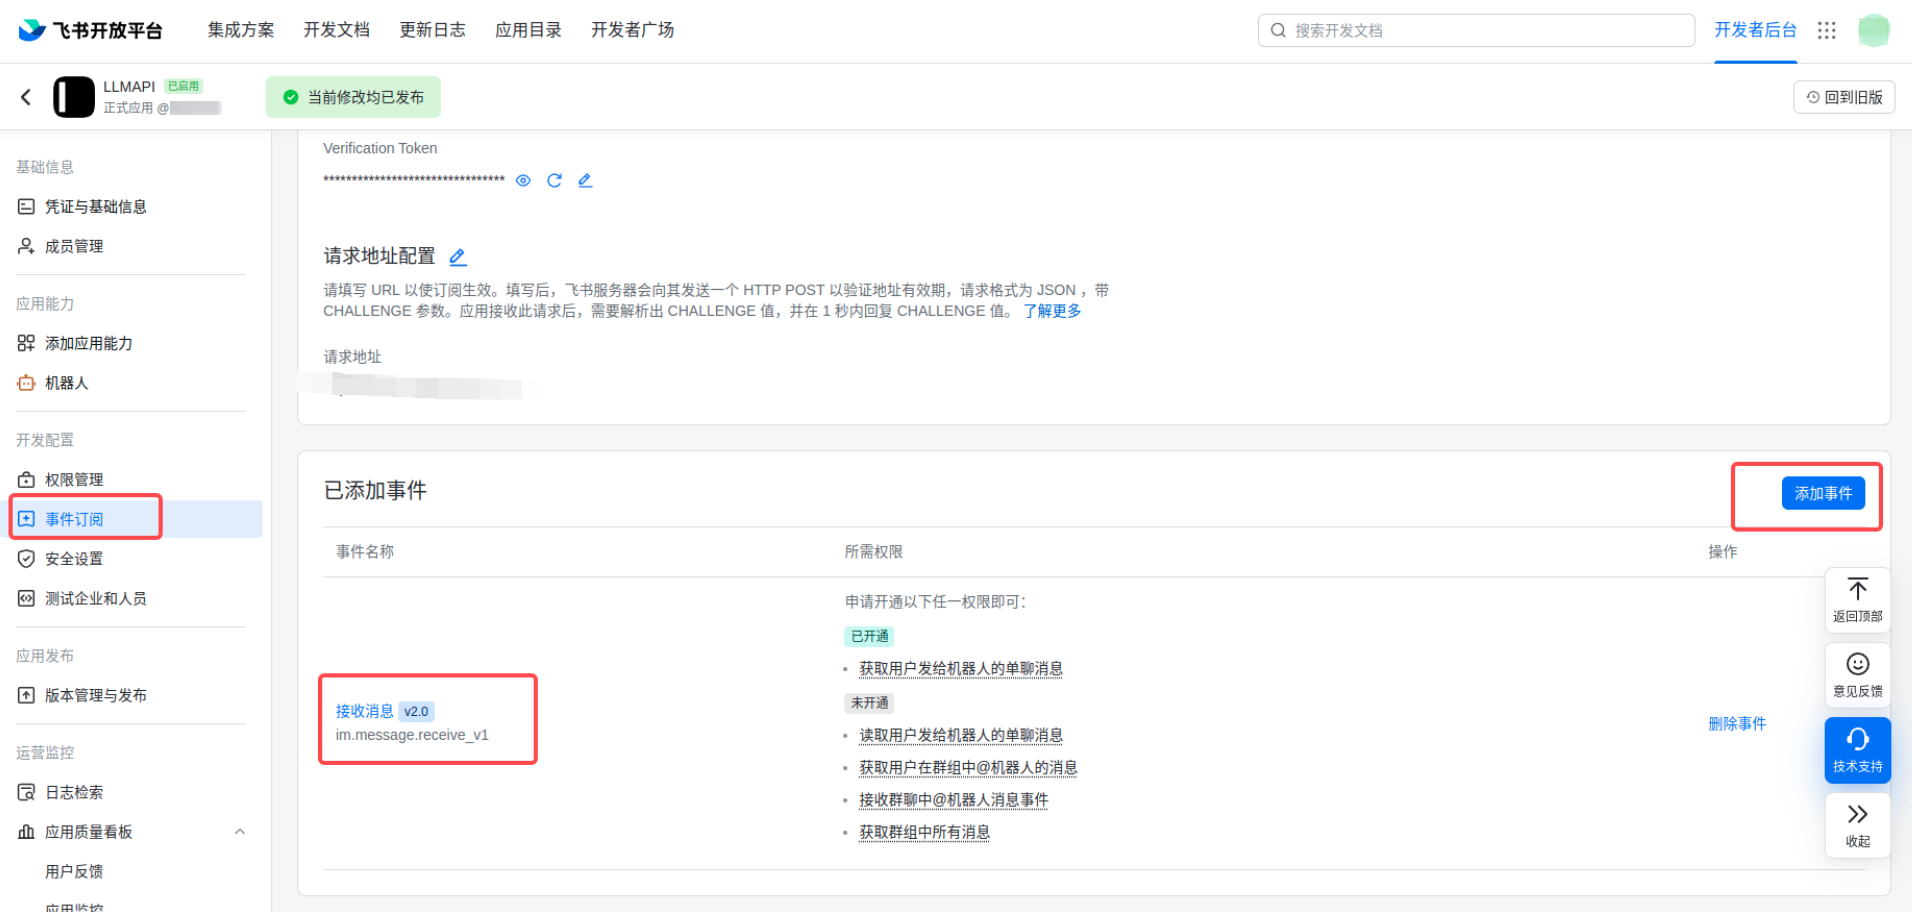 飞书开放平台
集成方案
开发文档
更新日志
应用目录
开发者广场
搜索开发文档
开发者后台
LLMAPI 已启用
正式应用 @
当前修改均已发布
回到旧版
基础信息
凭证与基础信息
成员管理
应用能力
添加应用能力
机器人
开发配置
权限管理
事件订阅
安全设置
测试企业和人员
应用发布
版本管理与发布
运营监控
日志检索
应用质量看板
用户反馈
应用监控
Verification Token
********************************
请求地址配置
请填写 URL 以使订阅生效。填写后，飞书服务器会向其发送一个 HTTP POST 以验证地址有效期，请求格式为 JSON ，带
CHALLENGE 参数。应用接收此请求后，需要解析出 CHALLENGE 值，并在 1 秒内回复 CHALLENGE 值。 了解更多
请求地址
已添加事件
添加事件
事件名称
所需权限
操作
申请开通以下任一权限即可：
已开通
• 获取用户发给机器人的单聊消息
未开通
接收消息 v2.0
im.message.receive_v1
• 读取用户发给机器人的单聊消息
• 获取用户在群组中@机器人的消息
• 接收群聊中@机器人消息事件
• 获取群组中所有消息
删除事件
返回顶部
意见反馈
技术支持
收起